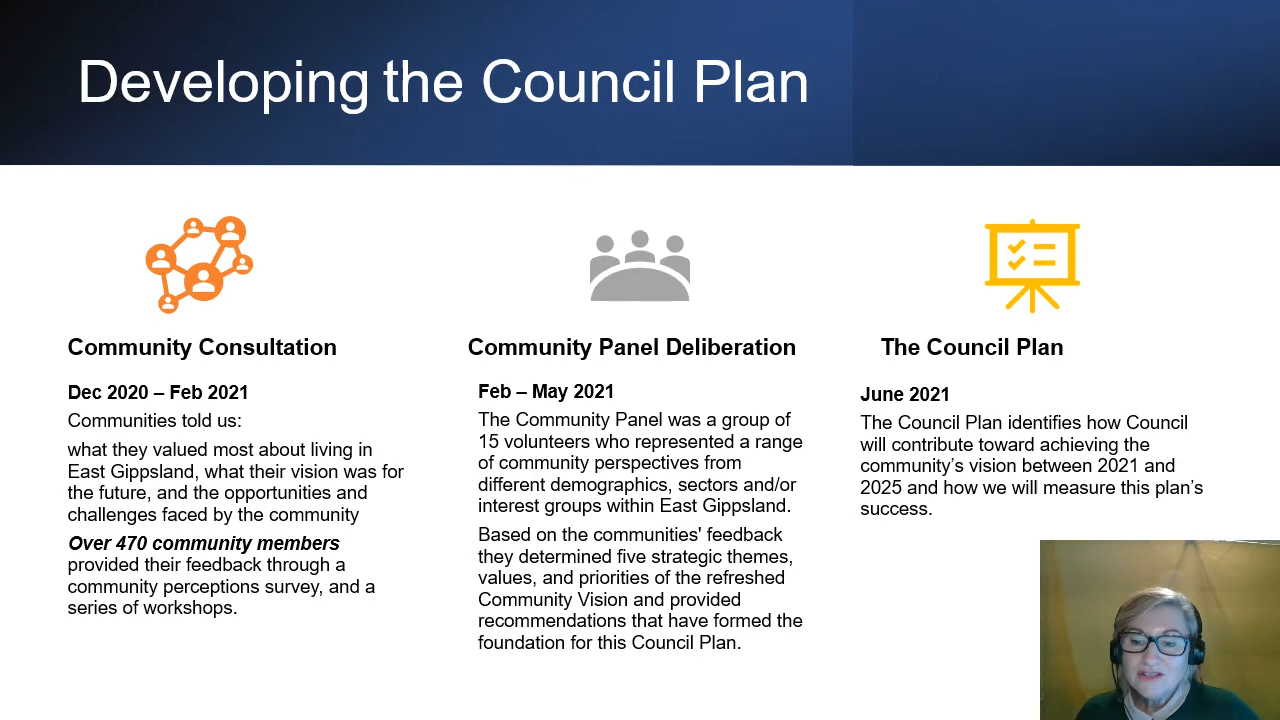 Developing the Council Plan
Community Consultation
Dec 2020 – Feb 2021
Communities told us:
what they valued most about living in
East Gippsland, what their vision was for
the future, and the opportunities and
challenges faced by the community
Over 470 community members
provided their feedback through a
community perceptions survey, and a
series of workshops.
Community Panel Deliberation
Feb – May 2021
The Community Panel was a group of
15 volunteers who represented a range
of community perspectives from
different demographics, sectors and/or
interest groups within East Gippsland.
Based on the communities' feedback
they determined five strategic themes,
values, and priorities of the refreshed
Community Vision and provided
recommendations that have formed the
foundation for this Council Plan.
The Council Plan
June 2021
The Council Plan identifies how Council
will contribute toward achieving the
community’s vision between 2021 and
2025 and how we will measure this plan’s
success.